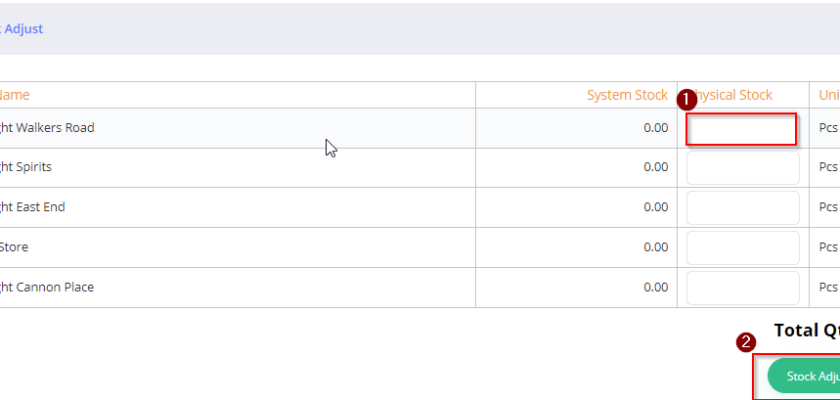 Adjust
Name System Stock Physical Stock Uni
1
ht Walkers Road 0.00 Pcs
ht Spirits 0.00 Pcs
ht East End 0.00 Pcs
Store 0.00 Pcs
ht Cannon Place 0.00 Pcs
Total Qt
2
Stock Adju